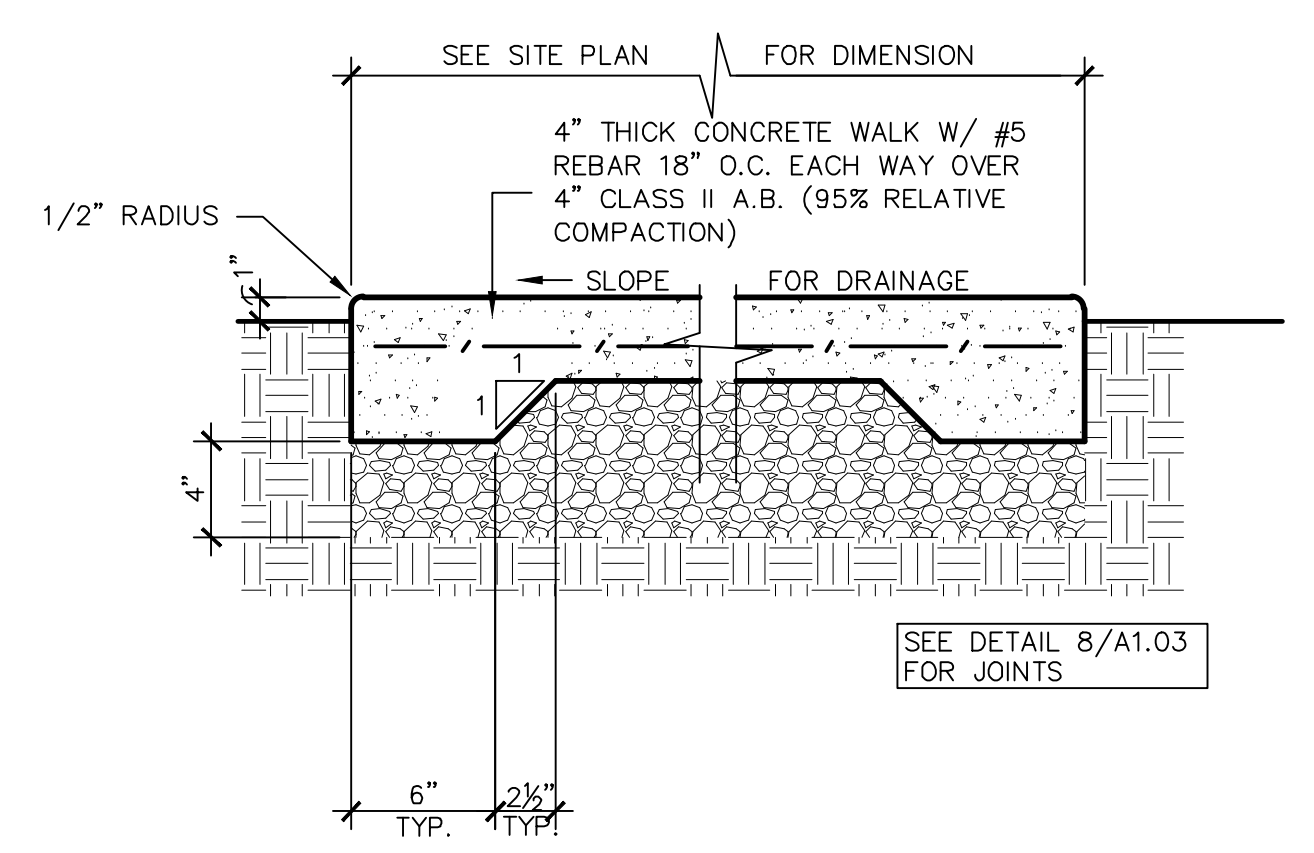 SEE SITE PLAN FOR DIMENSION
4” THICK CONCRETE WALK W/ #5
REBAR 18” O.C. EACH WAY OVER
4” CLASS II A.B. (95% RELATIVE
COMPACTION)
1/2” RADIUS
1”
SLOPE FOR DRAINAGE
1
1
4”
SEE DETAIL 8/A1.03
FOR JOINTS
6”
TYP.
2½”
TYP.